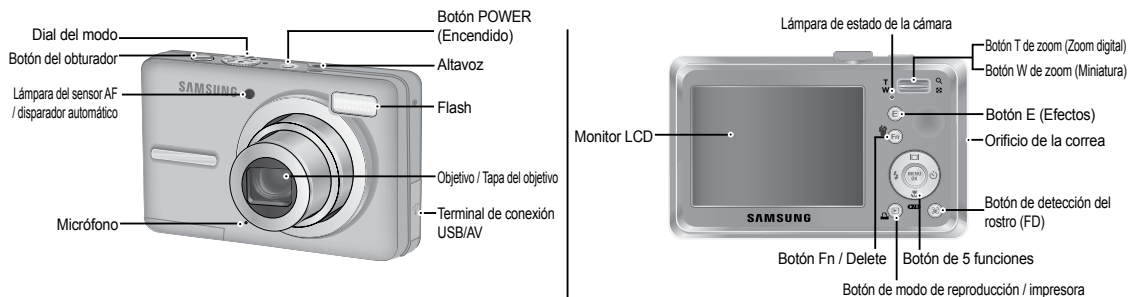 Dial del modo
Botón del obturador
Lámpara del sensor AF
/ disparador automático
Micrófono
Botón POWER
(Encendido)
Altavoz
Flash
Objetivo / Tapa del objetivo
Terminal de conexión
USB/AV
SAMSUNG
Lámpara de estado de la cámara
Botón T de zoom (Zoom digital)
Botón W de zoom (Miniatura)
Botón E (Efectos)
Orificio de la correa
Monitor LCD
Botón de detección del
rostro (FD)
Botón Fn / Delete
Botón de 5 funciones
Botón de modo de reproducción / impresora
T
W
E
Fn
MENU
OK
SAMSUNG